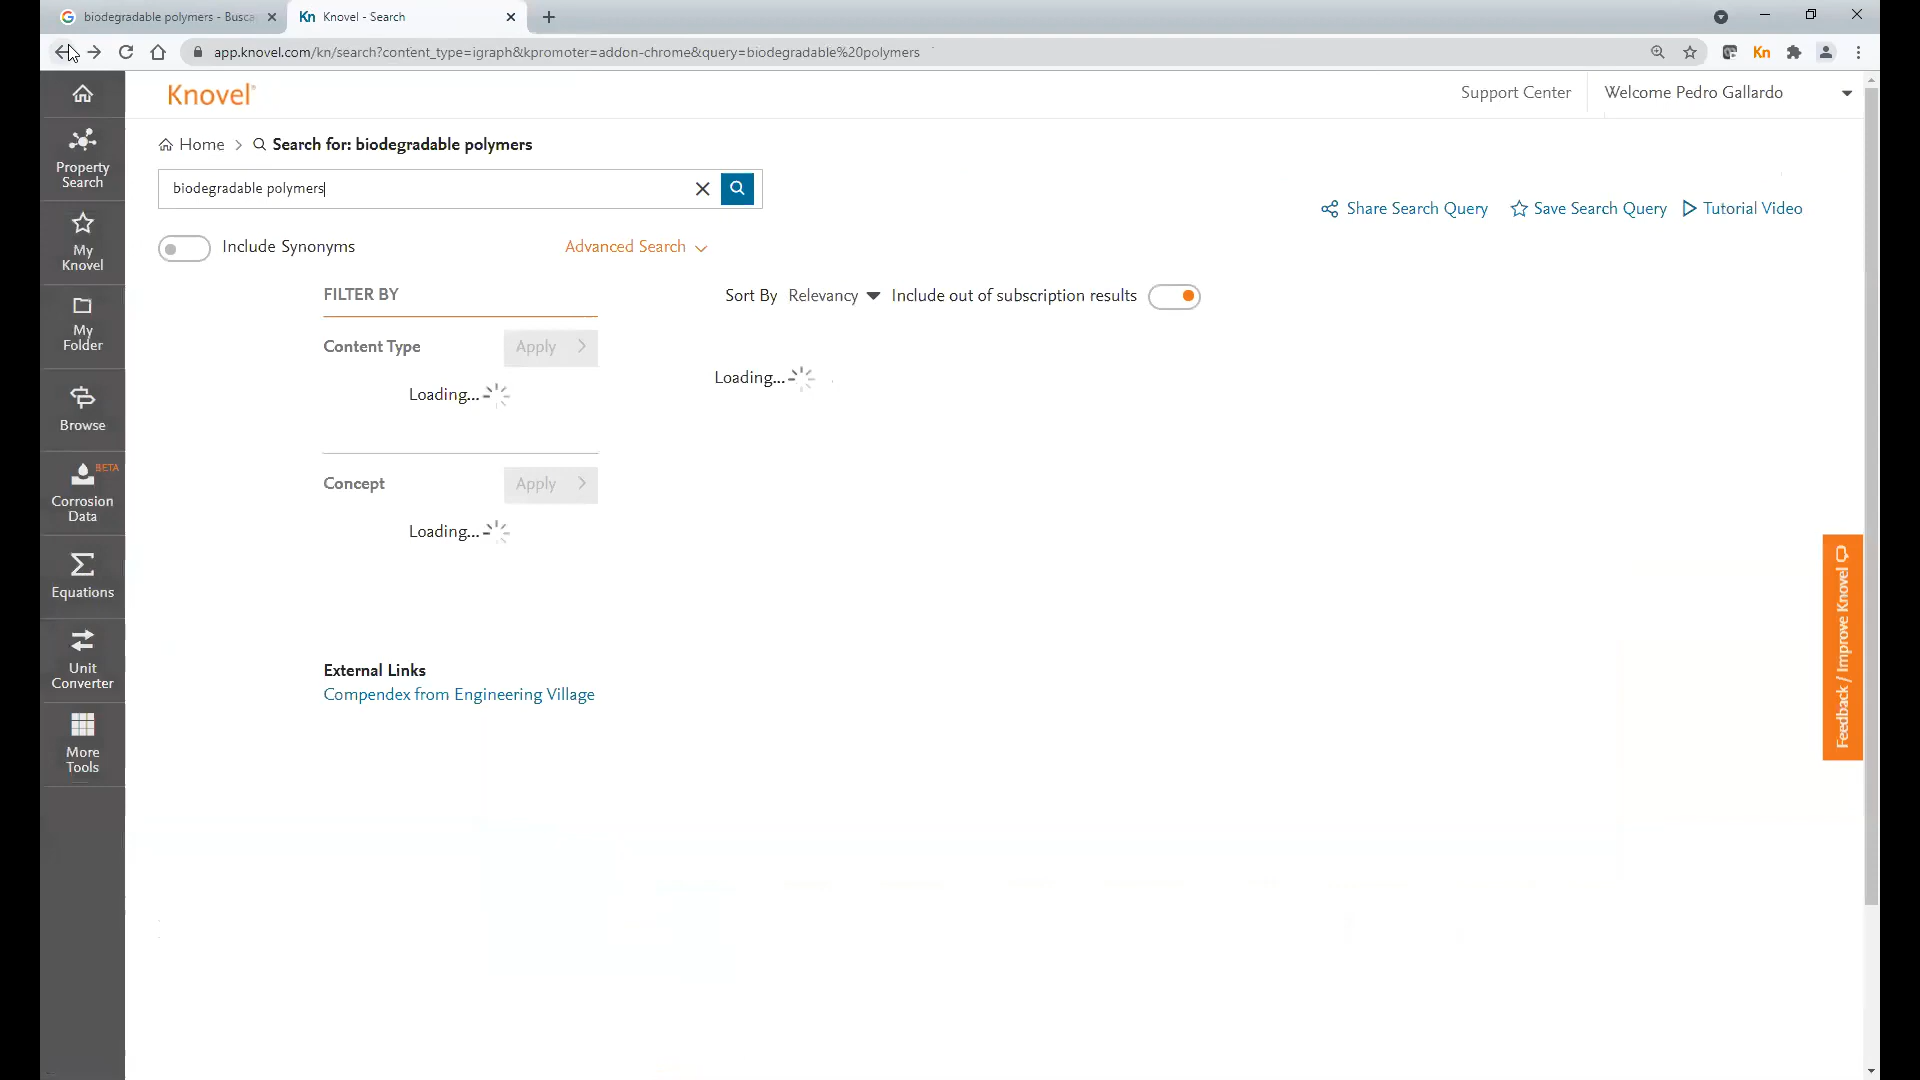 biodegradable polymers - Busca
Kn Knovel - Search
app.knovel.com/kn/search?content_type=igraph&kpromoter=addon-chrome&query=biodegradable%20polymers
Kn
Knovel®
Support Center
Welcome Pedro Gallardo
Home > Search for: biodegradable polymers
biodegradable polymers
Share Search Query
Save Search Query
Tutorial Video
Include Synonyms
Advanced Search
FILTER BY
Sort By Relevancy
Include out of subscription results
Content Type
Apply
Loading...
Loading...
Concept
Apply
Loading...
External Links
Compendex from Engineering Village
Property
Search
My
Knovel
My
Folder
Browse
BETA
Corrosion
Data
Equations
Unit
Converter
More
Tools
Feedback / Improve Knovel